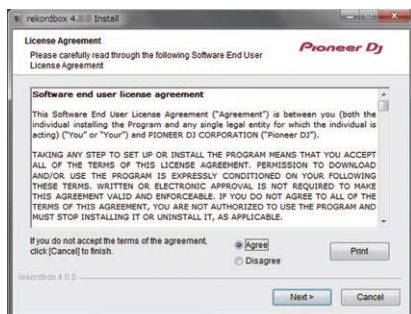 rekordbox 4. Install
License Agreement
Please carefully read through the following Software End User
License Agreement
Pioneer Dj
Software end user license agreement
This Software End User License Agreement ("Agreement") is between you (both the
individual installing the Program and any single legal entity for which the individual is
acting) ("You" or "Your") and PIONEER DJ CORPORATION ("Pioneer DJ").
TAKING ANY STEP TO SET UP OR INSTALL THE PROGRAM MEANS THAT YOU ACCEPT
ALL OF THE TERMS OF THIS LICENSE AGREEMENT. PERMISSION TO DOWNLOAD
AND/OR USE THE PROGRAM IS EXPRESSLY CONDITIONED ON YOUR FOLLOWING
THESE TERMS. WRITTEN OR ELECTRONIC APPROVAL IS NOT REQUIRED TO MAKE
THIS AGREEMENT VALID AND ENFORCEABLE. IF YOU DO NOT AGREE TO ALL OF THE
TERMS OF THIS AGREEMENT, YOU ARE NOT AUTHORIZED TO USE THE PROGRAM AND
MUST STOP INSTALLING IT OR UNINSTALL IT, AS APPLICABLE.
If you do not accept the terms of the agreement,
click [Cancel] to finish.
Agree
Disagree
Print
rekordbox 4.0.0
Next >
Cancel